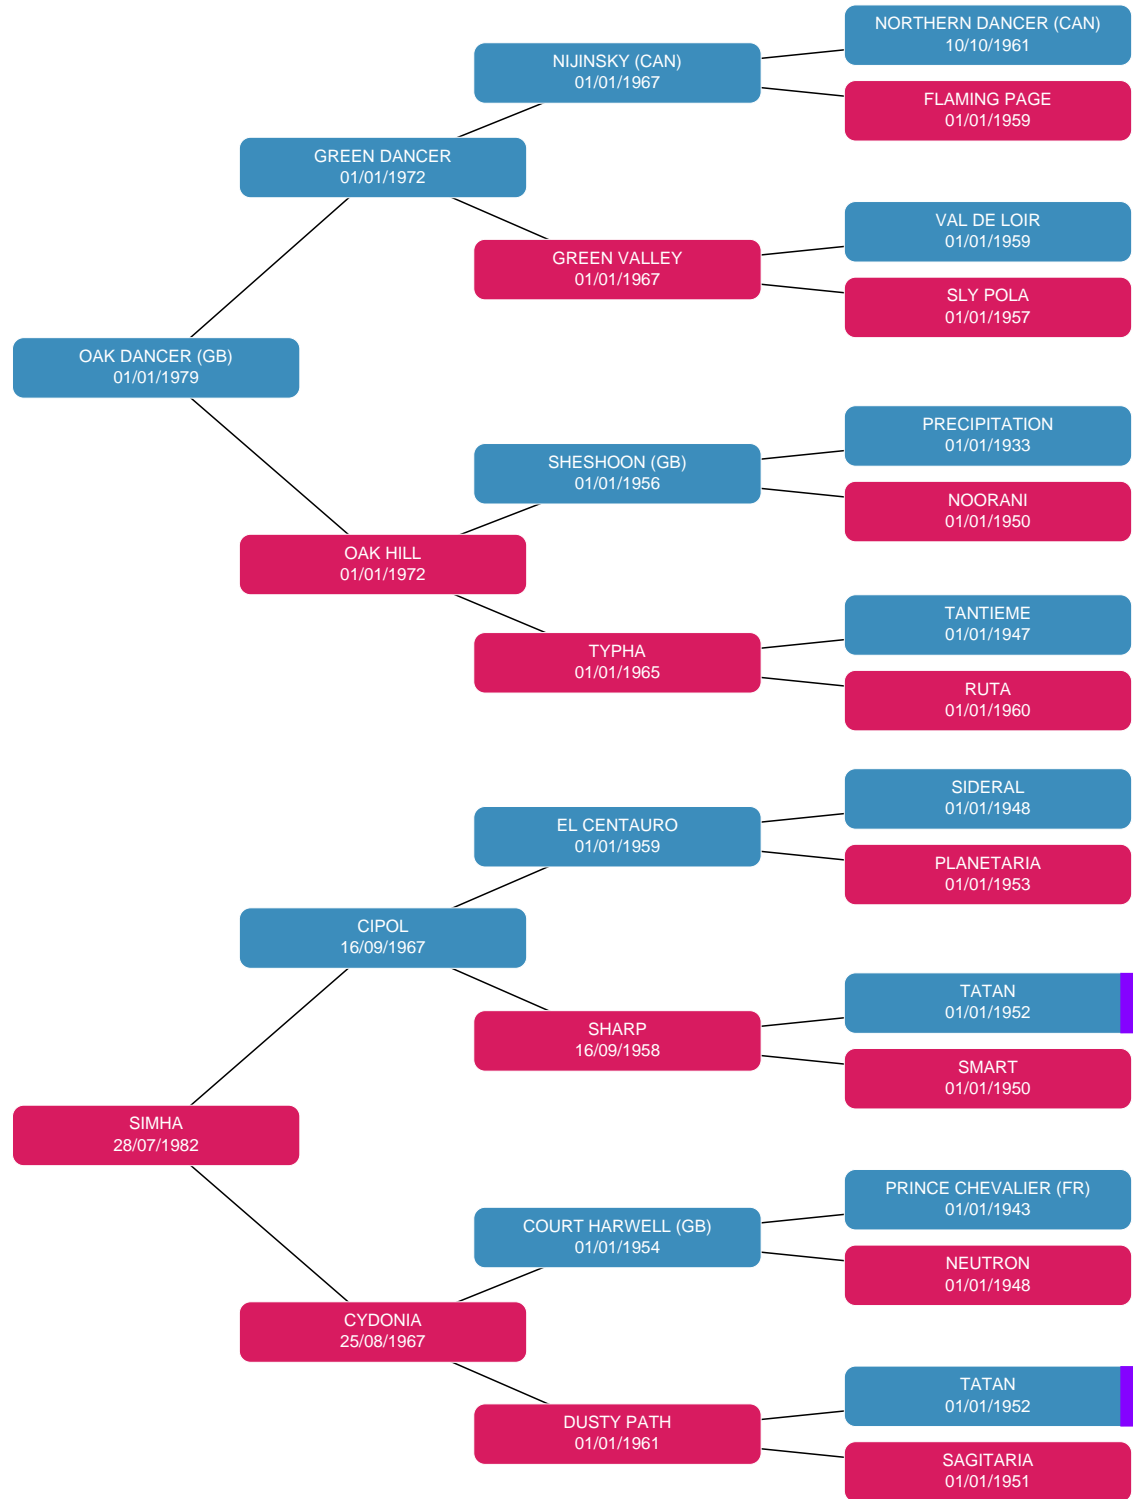 NORTHERN DANCER (CAN)
10/10/1961
NIJINSKY (CAN)
01/01/1967
FLAMING PAGE
01/01/1959
GREEN DANCER
01/01/1972
VAL DE LOIR
01/01/1959
GREEN VALLEY
01/01/1967
SLY POLA
01/01/1957
OAK DANCER (GB)
01/01/1979
PRECIPITATION
01/01/1933
SHESHOON (GB)
01/01/1956
NOORANI
01/01/1950
OAK HILL
01/01/1972
TANTIEME
01/01/1947
TYPHA
01/01/1965
RUTA
01/01/1960
SIDERAL
01/01/1948
EL CENTAURO
01/01/1959
PLANETARIA
01/01/1953
CIPOL
16/09/1967
TATAN
01/01/1952
SHARP
16/09/1958
SMART
01/01/1950
SIMHA
28/07/1982
PRINCE CHEVALIER (FR)
01/01/1943
COURT HARWELL (GB)
01/01/1954
NEUTRON
01/01/1948
CYDONIA
25/08/1967
TATAN
01/01/1952
DUSTY PATH
01/01/1961
SAGITARIA
01/01/1951